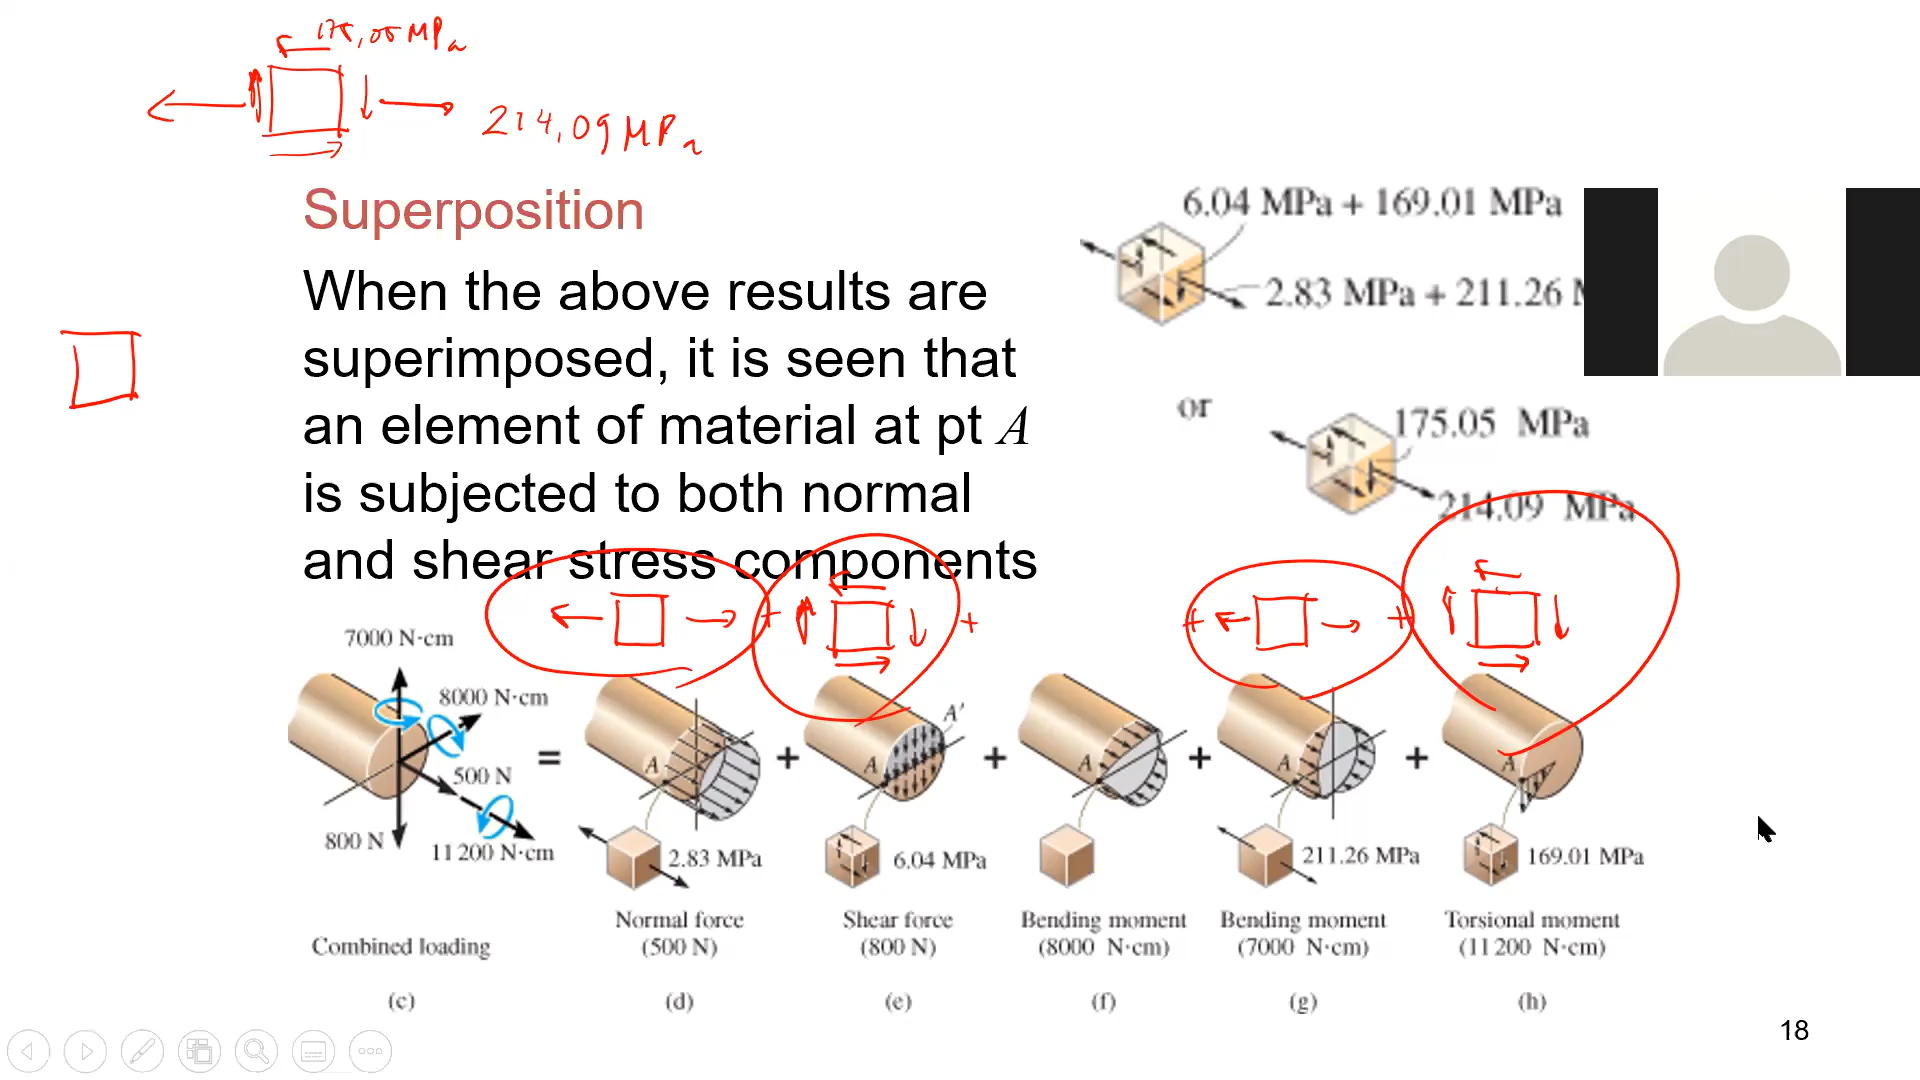 175,05 MPa
214,09 MPa
Superposition
When the above results are
superimposed, it is seen that
an element of material at pt A
is subjected to both normal
and shear stress components
6.04 MPa + 169.01 MPa
2.83 MPa + 211.26
or
175.05 MPa
214.09 MPa
+ + + +
7000 N·cm
8000 N·cm
500 N
800 N
11 200 N·cm
= + + + +
A
A'
A
A
A
A
2.83 MPa
6.04 MPa
211.26 MPa
169.01 MPa
Combined loading
Normal force
(500 N)
Shear force
(800 N)
Bending moment
(8000 N·cm)
Bending moment
(7000 N·cm)
Torsional moment
(11 200 N·cm)
(c) (d) (e) (f) (g) (h)
18